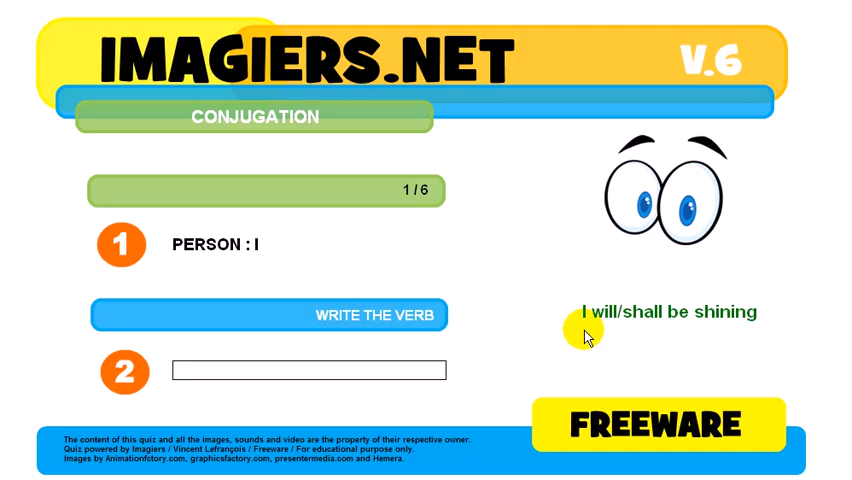 IMAGIERS.NET
V.6
CONJUGATION
1 / 6
1
PERSON : I
I will/shall be shining
WRITE THE VERB
2
FREEWARE
The content of this quiz and all the images, sounds and video are the property of their respective owner.
Quiz powered by Imagiers / Vincent Lefrançois / Freeware / For educational purpose only.
Images by Animationfctory.com, graphicsfactory.com, presentermedia.com and Hemera.